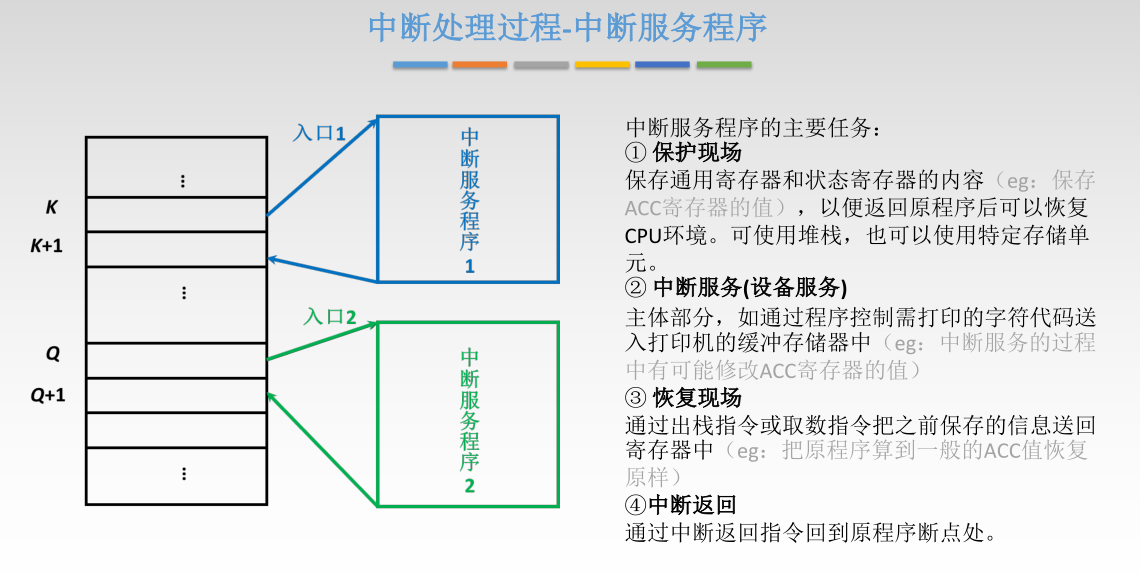 中断处理过程-中断服务程序
入口1
中断服务程序1
⋮
K
K+1
⋮
入口2
Q
Q+1
中断服务程序2
⋮
中断服务程序的主要任务：
① 保护现场
保存通用寄存器和状态寄存器的内容（eg：保存
ACC寄存器的值），以便返回原程序后可以恢复
CPU环境。可使用堆栈，也可以使用特定存储单
元。
② 中断服务(设备服务)
主体部分，如通过程序控制需打印的字符代码送
入打印机的缓冲存储器中（eg：中断服务的过程
中有可能修改ACC寄存器的值）
③ 恢复现场
通过出栈指令或取数指令把之前保存的信息送回
寄存器中（eg：把原程序算到一般的ACC值恢复
原样）
④中断返回
通过中断返回指令回到原程序断点处。